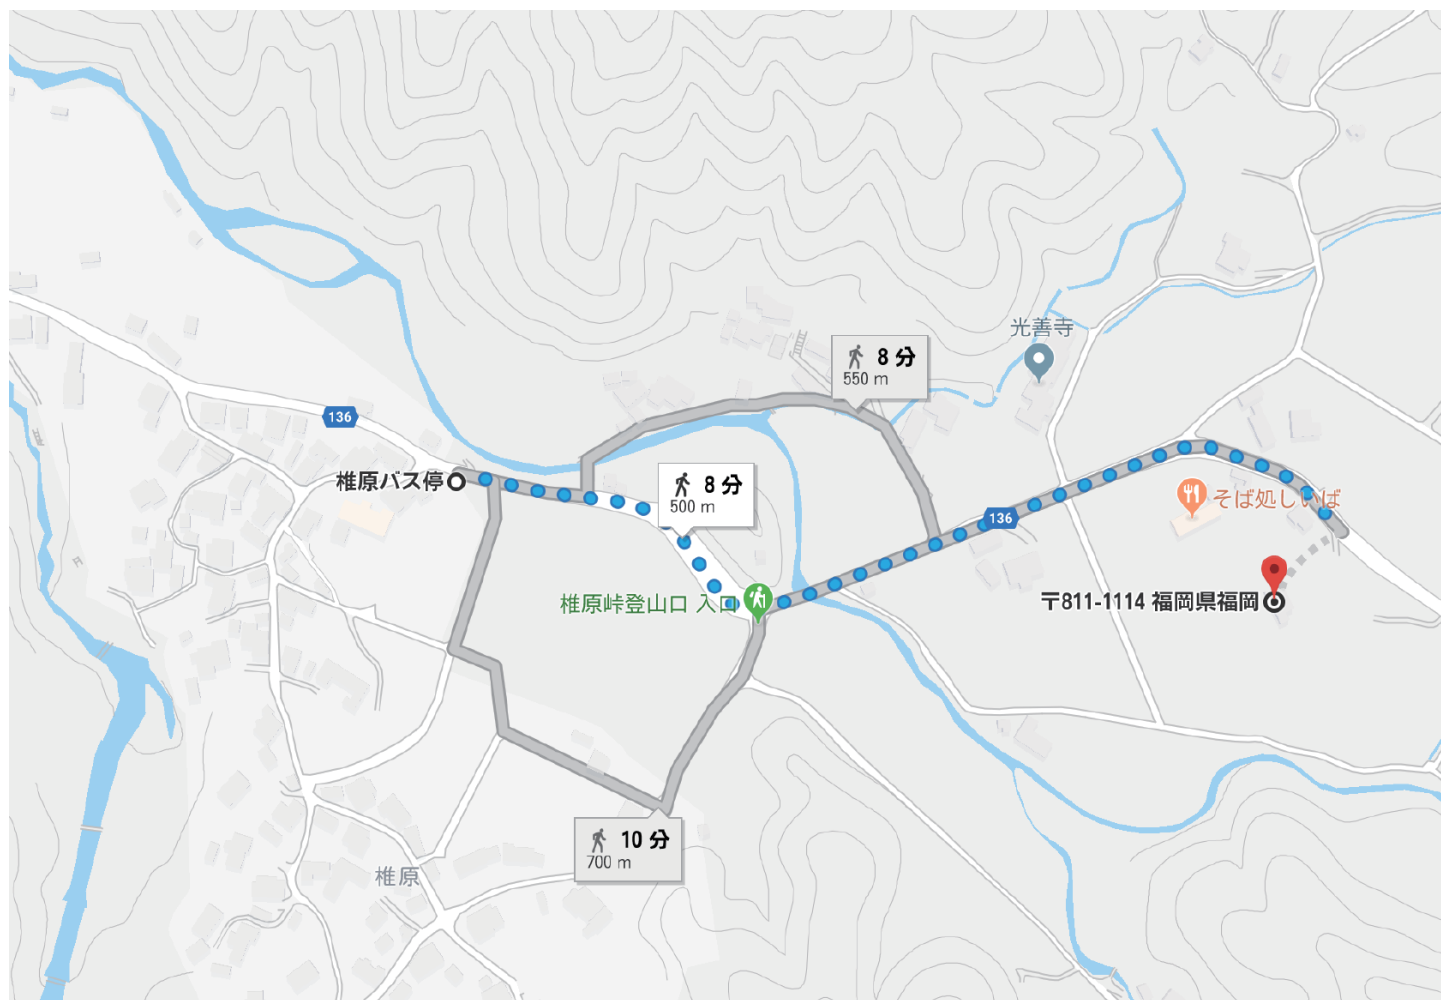 光善寺
8 分
550 m
136
椎原バス停
8 分
500 m
そば処しいば
136
椎原峠登山口 入口
〒811-1114 福岡県福岡
10 分
700 m
椎原